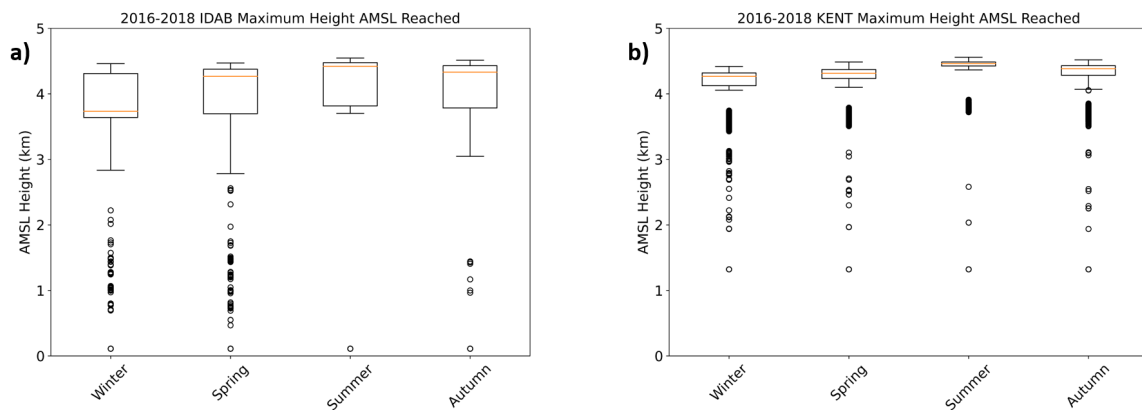 a)
2016-2018 IDAB Maximum Height AMSL Reached
AMSL Height (km)
5
4
3
2
1
0
Winter
Spring
Summer
Autumn
b)
2016-2018 KENT Maximum Height AMSL Reached
AMSL Height (km)
5
4
3
2
1
0
Winter
Spring
Summer
Autumn